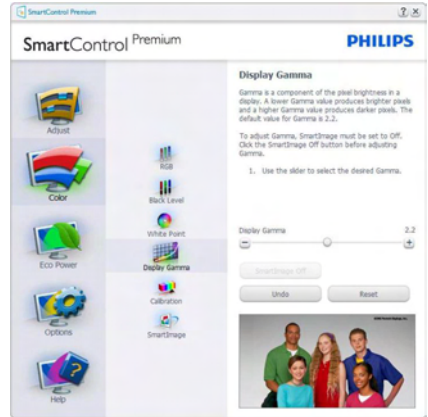 SmartControl Premium
? ×
SmartControl Premium
PHILIPS
Adjust
Color
Eco Power
Options
Help
RGB
Black Level
White Point
Display Gamma
Calibration
SmartImage
Display Gamma
Gamma is a component of the pixel brightness in a
display. A lower Gamma value produces brighter pixels
and a higher Gamma value produces darker pixels. The
default value for Gamma is 2.2.
To adjust Gamma, SmartImage must be set to Off.
Click the SmartImage Off button before adjusting
Gamma.
1. Use the slider to select the desired Gamma.
Display Gamma 2.2
SmartImage Off
Undo Reset